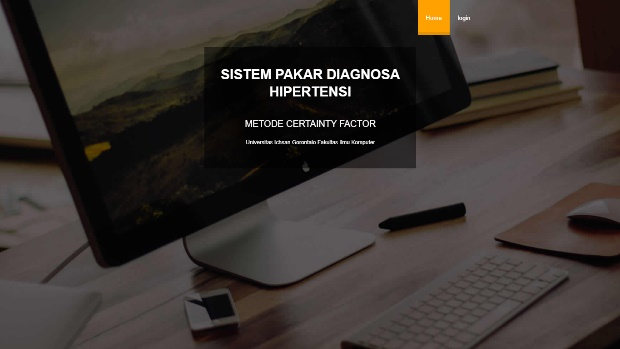 Home login
SISTEM PAKAR DIAGNOSA
HIPERTENSI
METODE CERTAINTY FACTOR
Universitas Ichsan Gorontalo Fakultas Ilmu Komputer